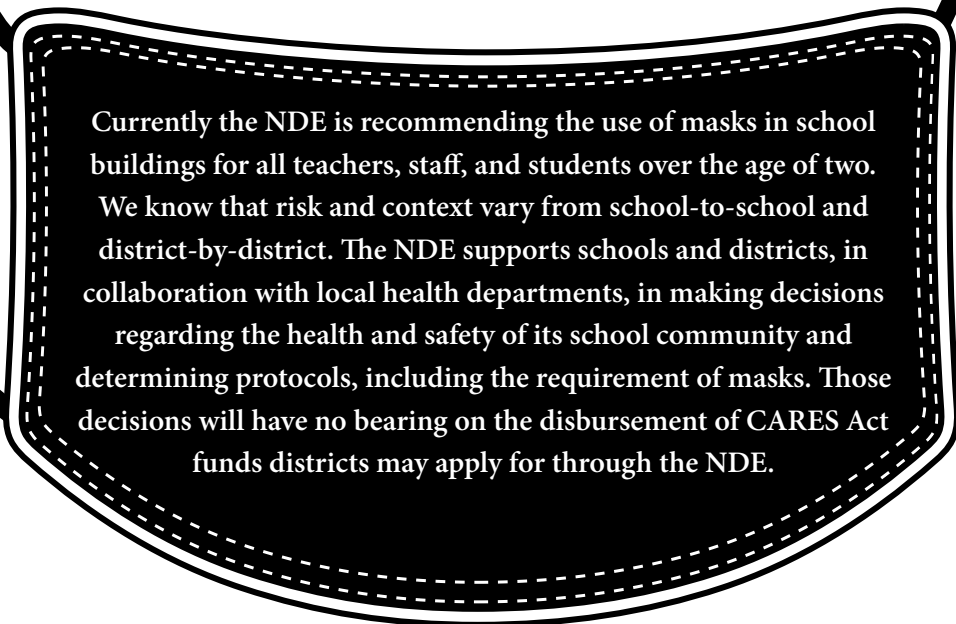 Currently the NDE is recommending the use of masks in school
buildings for all teachers, staff, and students over the age of two.
We know that risk and context vary from school-to-school and
district-by-district. The NDE supports schools and districts, in
collaboration with local health departments, in making decisions
regarding the health and safety of its school community and
determining protocols, including the requirement of masks. Those
decisions will have no bearing on the disbursement of CARES Act
funds districts may apply for through the NDE.